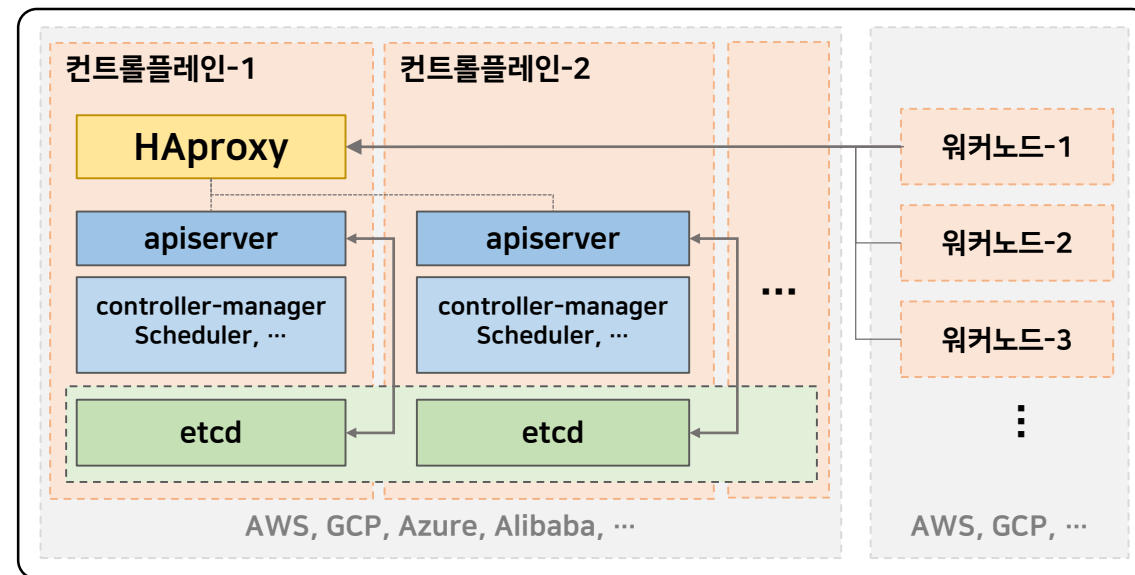 컨트롤플레인-1
컨트롤플레인-2
HAproxy
apiserver
apiserver
controller-manager
Scheduler, …
controller-manager
Scheduler, …
…
etcd
etcd
AWS, GCP, Azure, Alibaba, …
워커노드-1
워커노드-2
워커노드-3
⋮
AWS, GCP, …